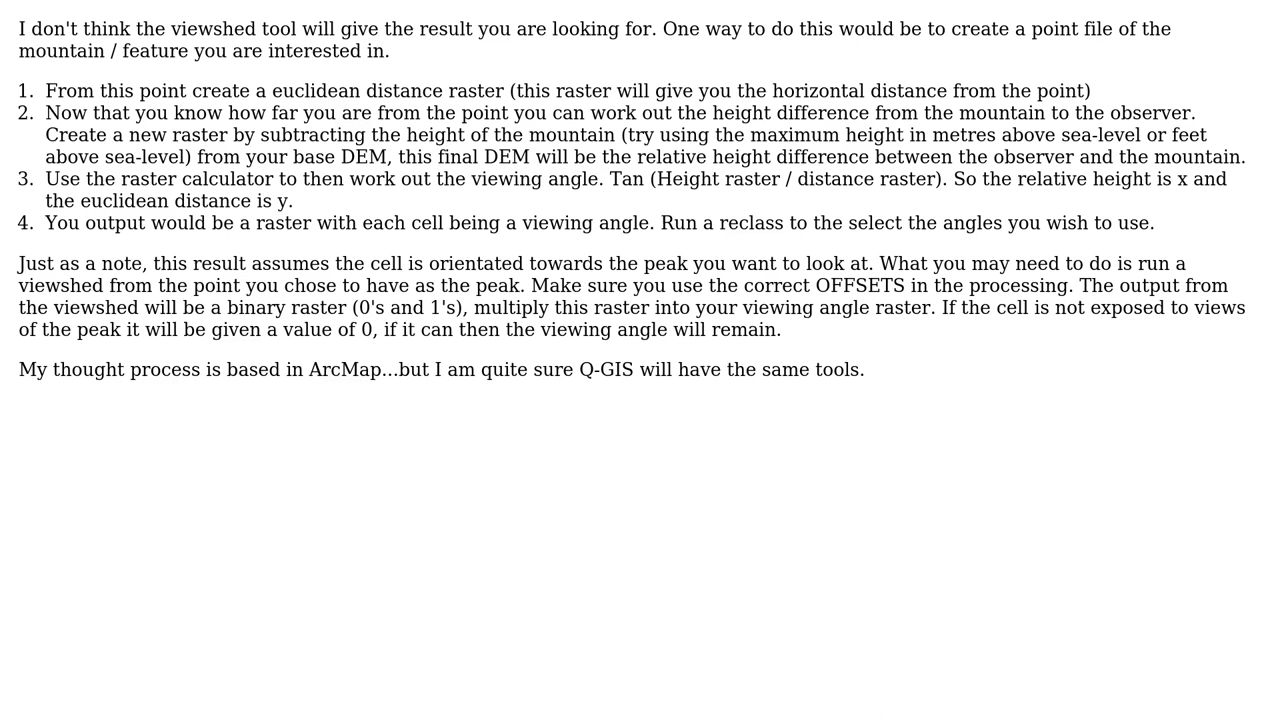 I don't think the viewshed tool will give the result you are looking for. One way to do this would be to create a point file of the
mountain / feature you are interested in.
1. From this point create a euclidean distance raster (this raster will give you the horizontal distance from the point)
2. Now that you know how far you are from the point you can work out the height difference from the mountain to the observer.
Create a new raster by subtracting the height of the mountain (try using the maximum height in metres above sea-level or feet
above sea-level) from your base DEM, this final DEM will be the relative height difference between the observer and the mountain.
3. Use the raster calculator to then work out the viewing angle. Tan (Height raster / distance raster). So the relative height is x and
the euclidean distance is y.
4. You output would be a raster with each cell being a viewing angle. Run a reclass to the select the angles you wish to use.
Just as a note, this result assumes the cell is orientated towards the peak you want to look at. What you may need to do is run a
viewshed from the point you chose to have as the peak. Make sure you use the correct OFFSETS in the processing. The output from
the viewshed will be a binary raster (0's and 1's), multiply this raster into your viewing angle raster. If the cell is not exposed to views
of the peak it will be given a value of 0, if it can then the viewing angle will remain.
My thought process is based in ArcMap...but I am quite sure Q-GIS will have the same tools.